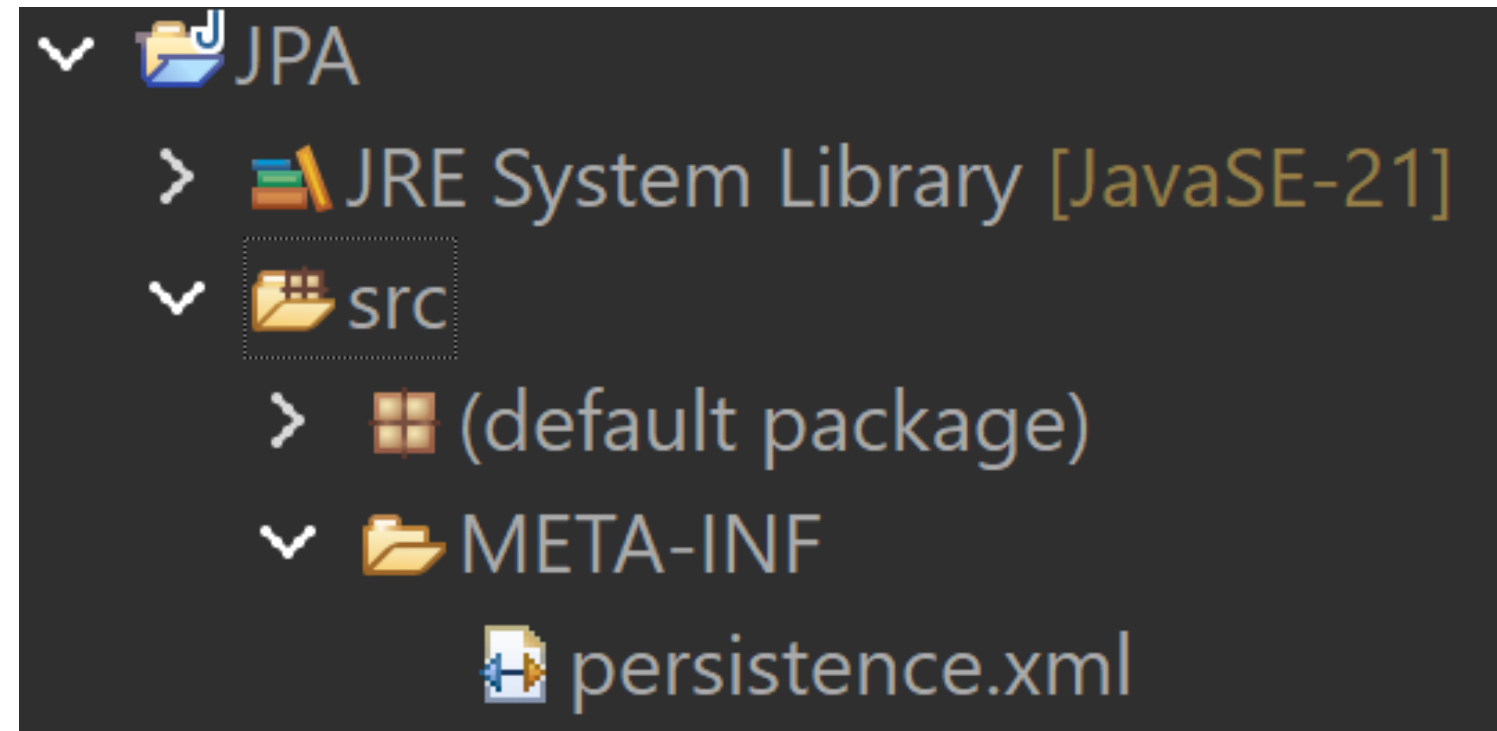 JPA
JRE System Library [JavaSE-21]
src
(default package)
META-INF
persistence.xml